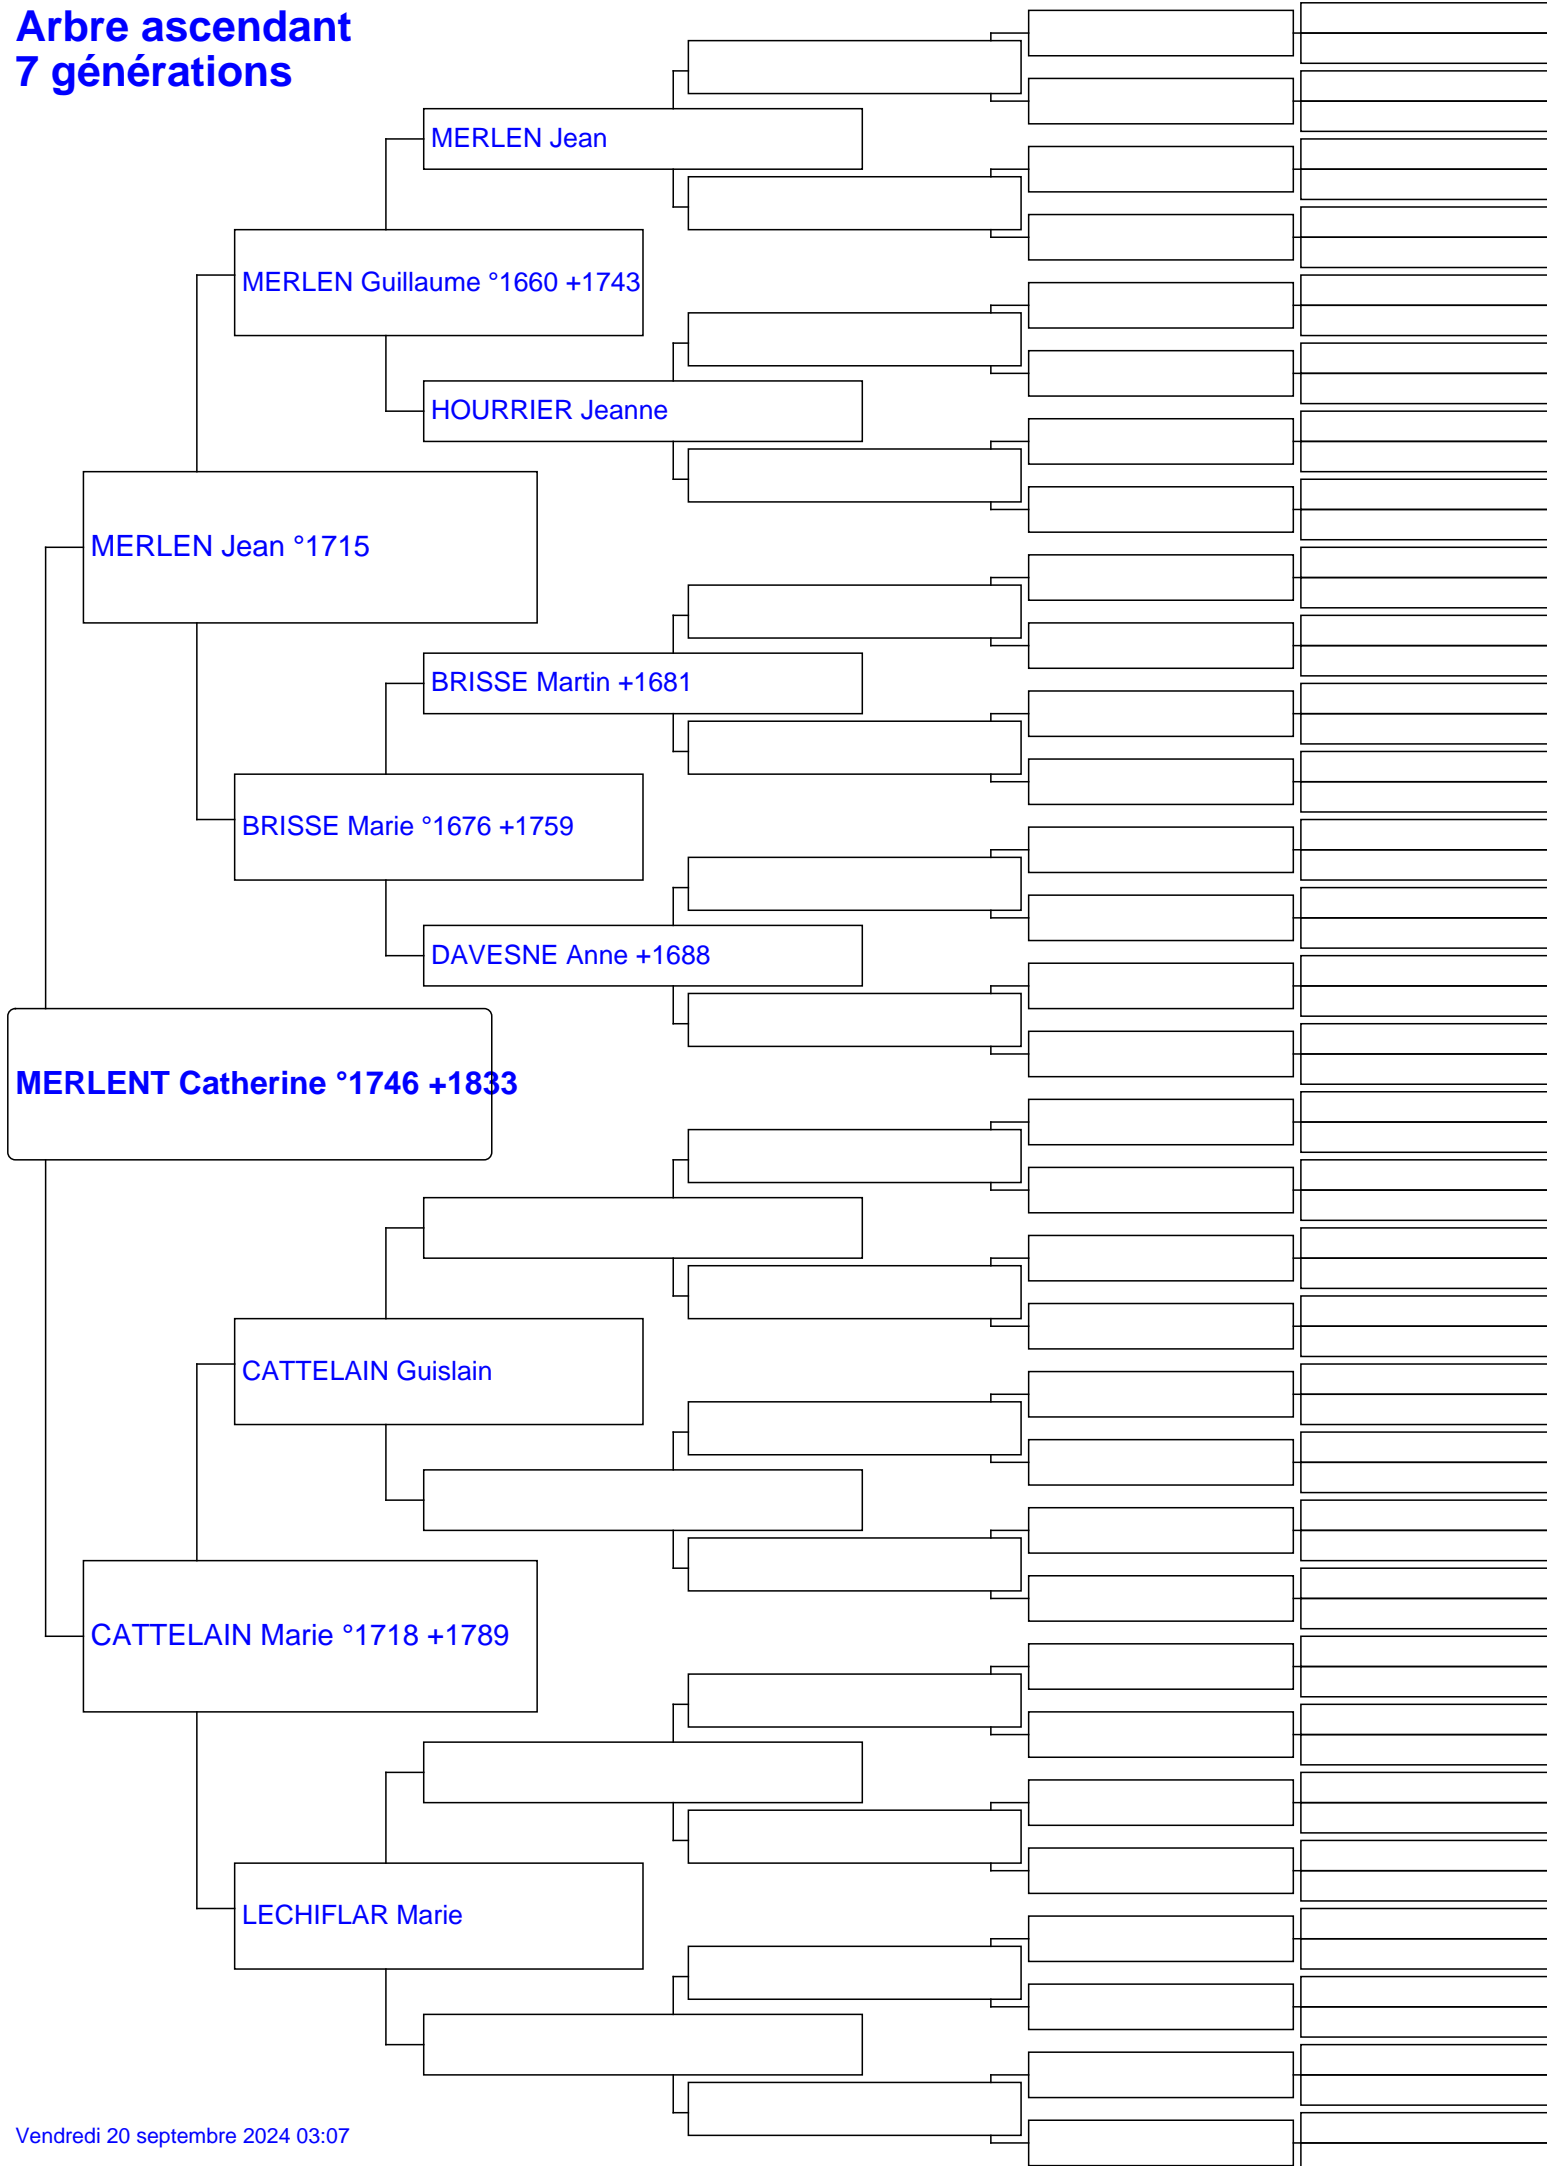 Arbre ascendant
7 générations
MERLEN Jean
MERLEN Guillaume °1660 +1743
HOURRIER Jeanne
MERLEN Jean °1715
BRISSE Martin +1681
BRISSE Marie °1676 +1759
DAVESNE Anne +1688
MERLENT Catherine °1746 +1833
CATTELAIN Guislain
CATTELAIN Marie °1718 +1789
LECHIFLAR Marie
Vendredi 20 septembre 2024 03:07